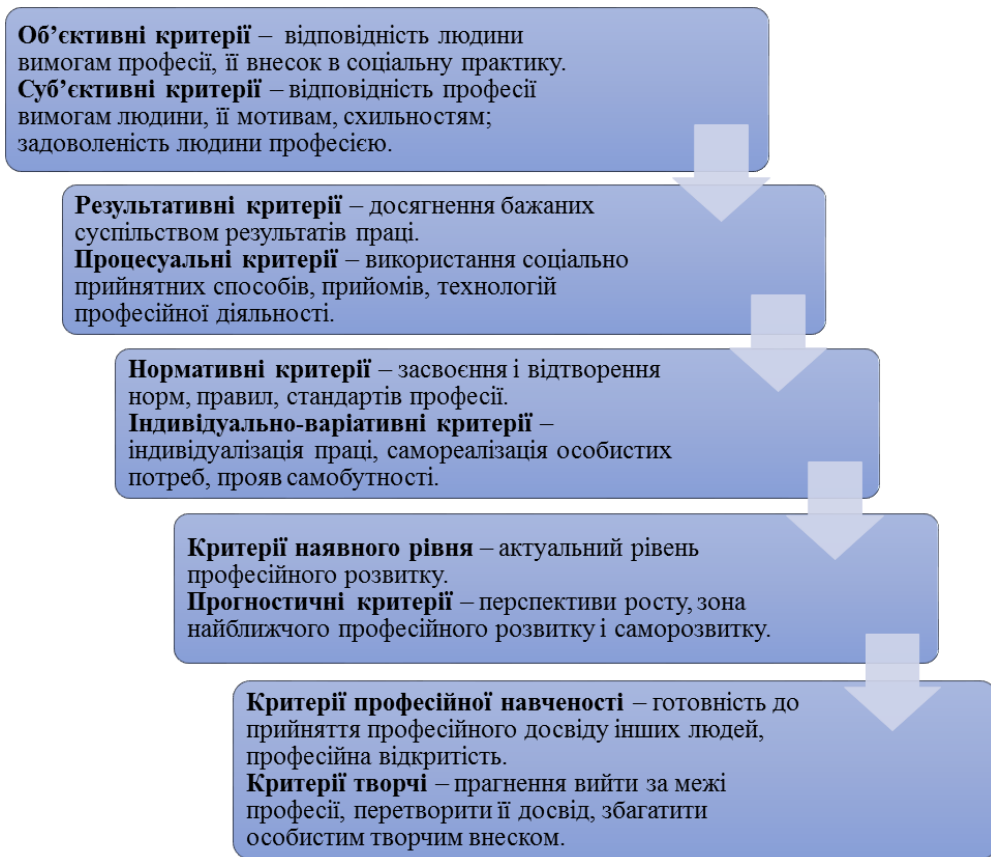 Об’єктивні критерії – відповідність людини
вимогам професії, її внесок в соціальну практику.
Суб’єктивні критерії – відповідність професії
вимогам людини, її мотивам, схильностям;
задоволеність людини професією.
Результативні критерії – досягнення бажаних
суспільством результатів праці.
Процесуальні критерії – використання соціально
прийнятних способів, прийомів, технологій
професійної діяльності.
Нормативні критерії – засвоєння і відтворення
норм, правил, стандартів професії.
Індивідуально-варіативні критерії –
індивідуалізація праці, самореалізація особистих
потреб, прояв самобутності.
Критерії наявного рівня – актуальний рівень
професійного розвитку.
Прогностичні критерії – перспективи росту, зона
найближчого професійного розвитку і саморозвитку.
Критерії професійної навченості – готовність до
прийняття професійного досвіду інших людей,
професійна відкритість.
Критерії творчі – прагнення вийти за межі
професії, перетворити її досвід, збагатити
особистим творчим внеском.